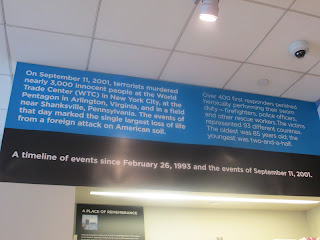 On September 11, 2001, terrorists murdered
nearly 3,000 innocent people at the World
Trade Center (WTC) in New York City, at the
Pentagon in Arlington, Virginia, and in a field
near Shanksville, Pennsylvania. The events of
that day marked the single largest loss of life
from a foreign attack on American soil.
Over 400 first responders perished
heroically performing their sworn
duty – firefighters, police officers,
and other rescue workers. The victims
represented 93 different countries.
The oldest was 85 years old; the
youngest was two-and-a-half.
A timeline of events since February 26, 1993 and the events of September 11, 2001.
A PLACE OF REMEMBRANCE